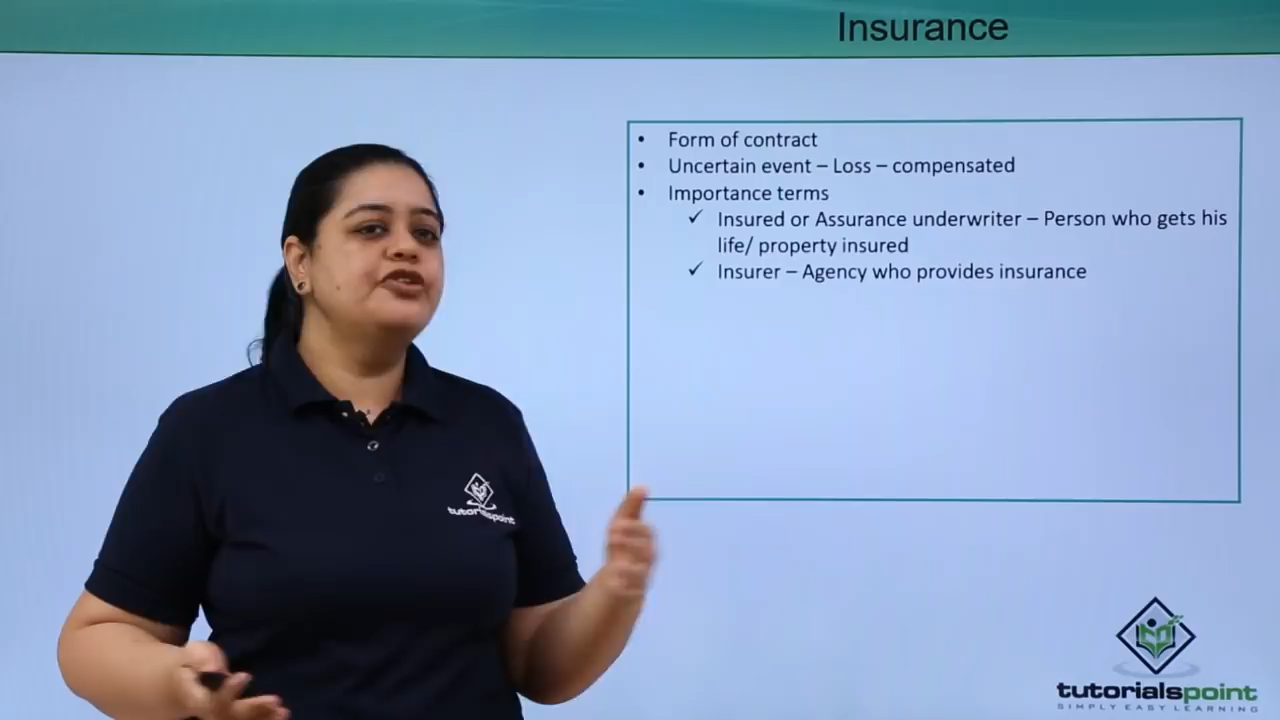 Insurance
• Form of contract
• Uncertain event – Loss – compensated
• Importance terms
✓ Insured or Assurance underwriter – Person who gets his
life/ property insured
✓ Insurer – Agency who provides insurance
tutorialspoint
tutorialspoint
SIMPLY EASY LEARNING